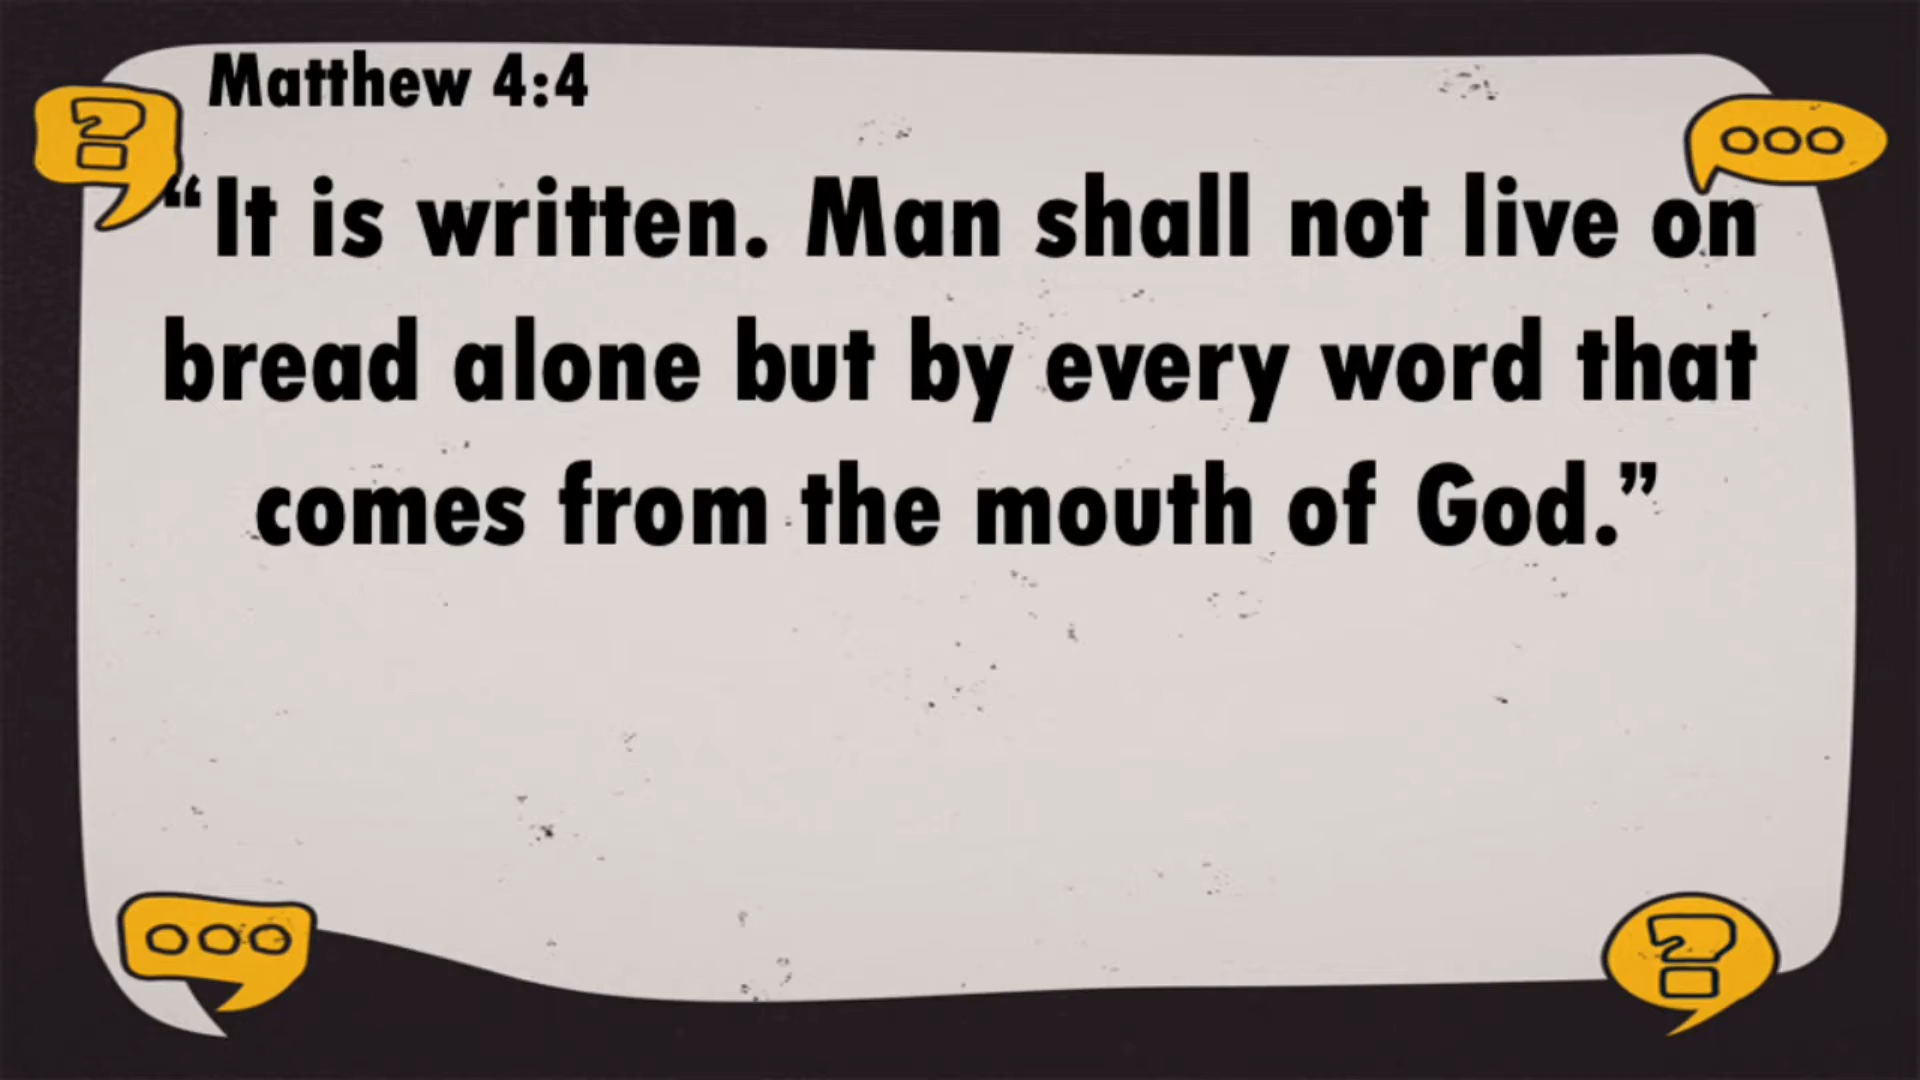 Matthew 4:4
“It is written. Man shall not live on
bread alone but by every word that
comes from the mouth of God.”